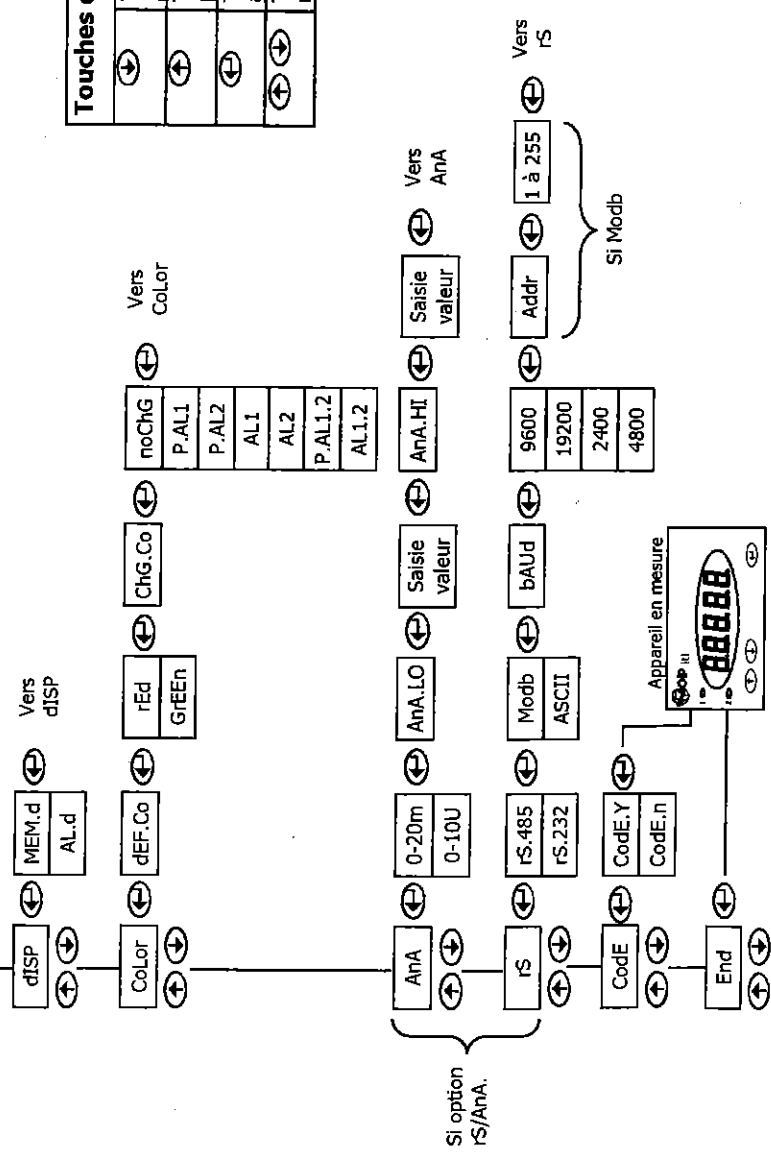 Touches
dISP
MEM.d
AL.d
Vers
dISP
CoLor
dEF.Co
rEd
GrEEn
ChG.Co
noChG
P.AL1
P.AL2
AL1
AL2
P.AL1.2
AL1.2
Vers
CoLor
Si option
rS/AnA.
AnA
0-20m
0-10U
AnA.LO
Saisie
valeur
AnA.HI
Saisie
valeur
Vers
AnA
rS
rS.485
rS.232
Modb
ASCII
bAUd
9600
19200
2400
4800
Addr
1 à 255
Vers
rS
Si Modb
CodE
CodE.Y
CodE.n
End
Appareil en mesure
88888